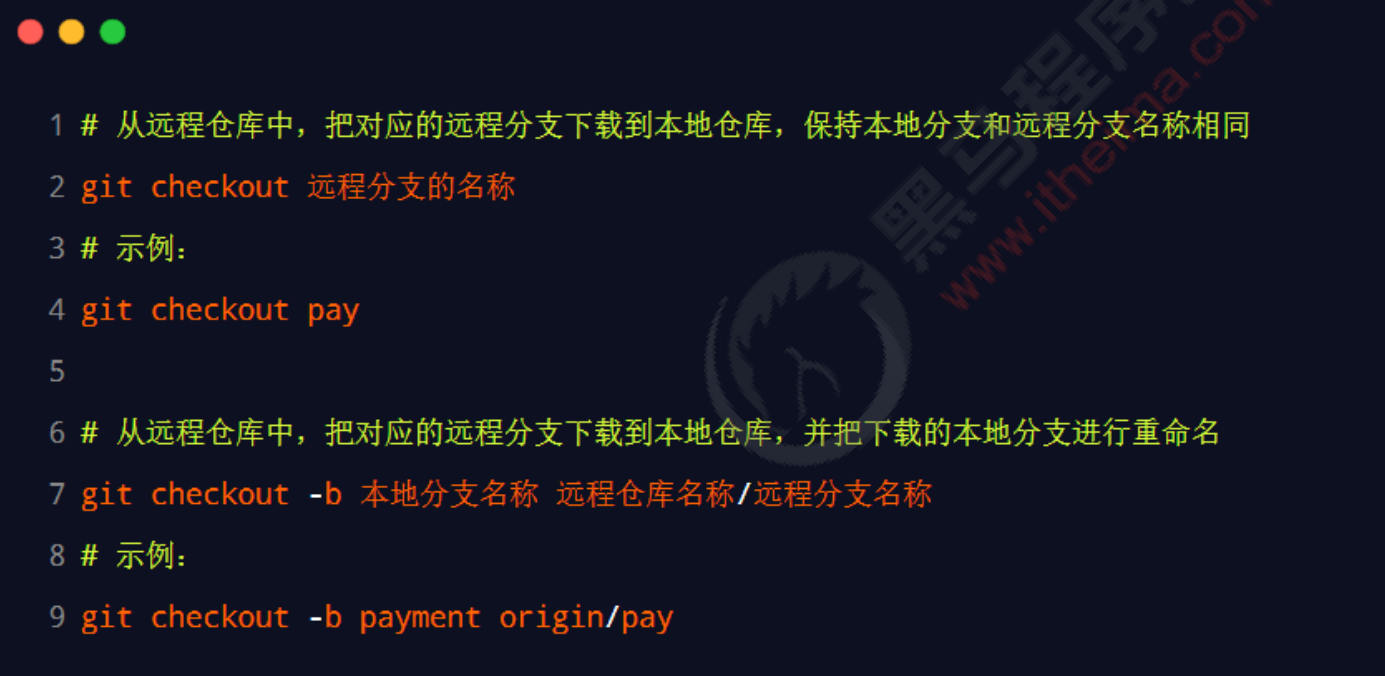 1 # 从远程仓库中，把对应的远程分支下载到本地仓库，保持本地分支和远程分支名称相同
2 git checkout 远程分支的名称
3 # 示例：
4 git checkout pay
5
6 # 从远程仓库中，把对应的远程分支下载到本地仓库，并把下载的本地分支进行重命名
7 git checkout -b 本地分支名称 远程仓库名称/远程分支名称
8 # 示例：
9 git checkout -b payment origin/pay
黑马程序
www.ithema.com